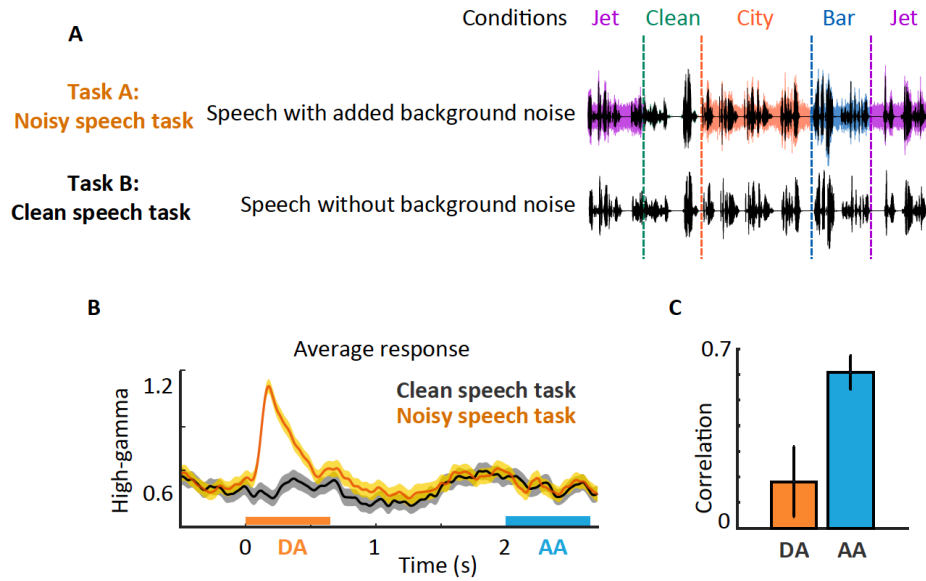 Conditions Jet Clean City Bar Jet
A
Task A:
Noisy speech task
Speech with added background noise
Task B:
Clean speech task
Speech without background noise
B
Average response
Clean speech task
Noisy speech task
1.2
0.6
High-gamma
0 1 2
DA AA
Time (s)
C
0.7
0
Correlation
DA AA